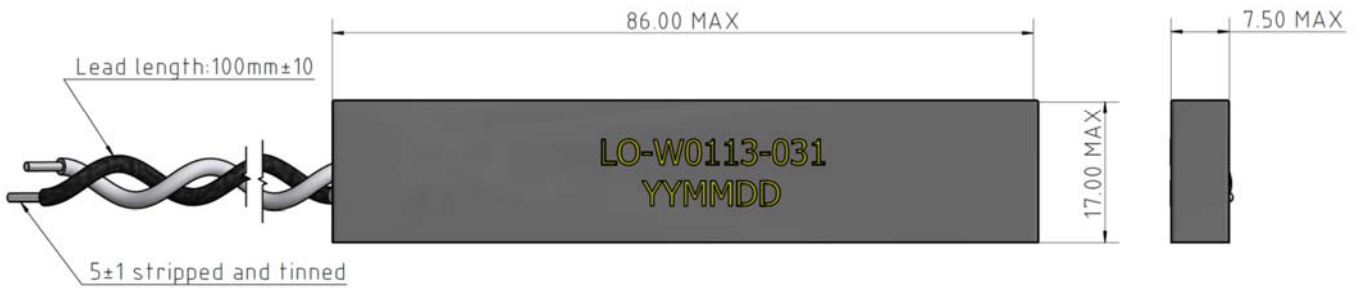 86.00 MAX
7.50 MAX
Lead length:100mm±10
LO-W0113-031
YYMMDD
17.00 MAX
5±1 stripped and tinned